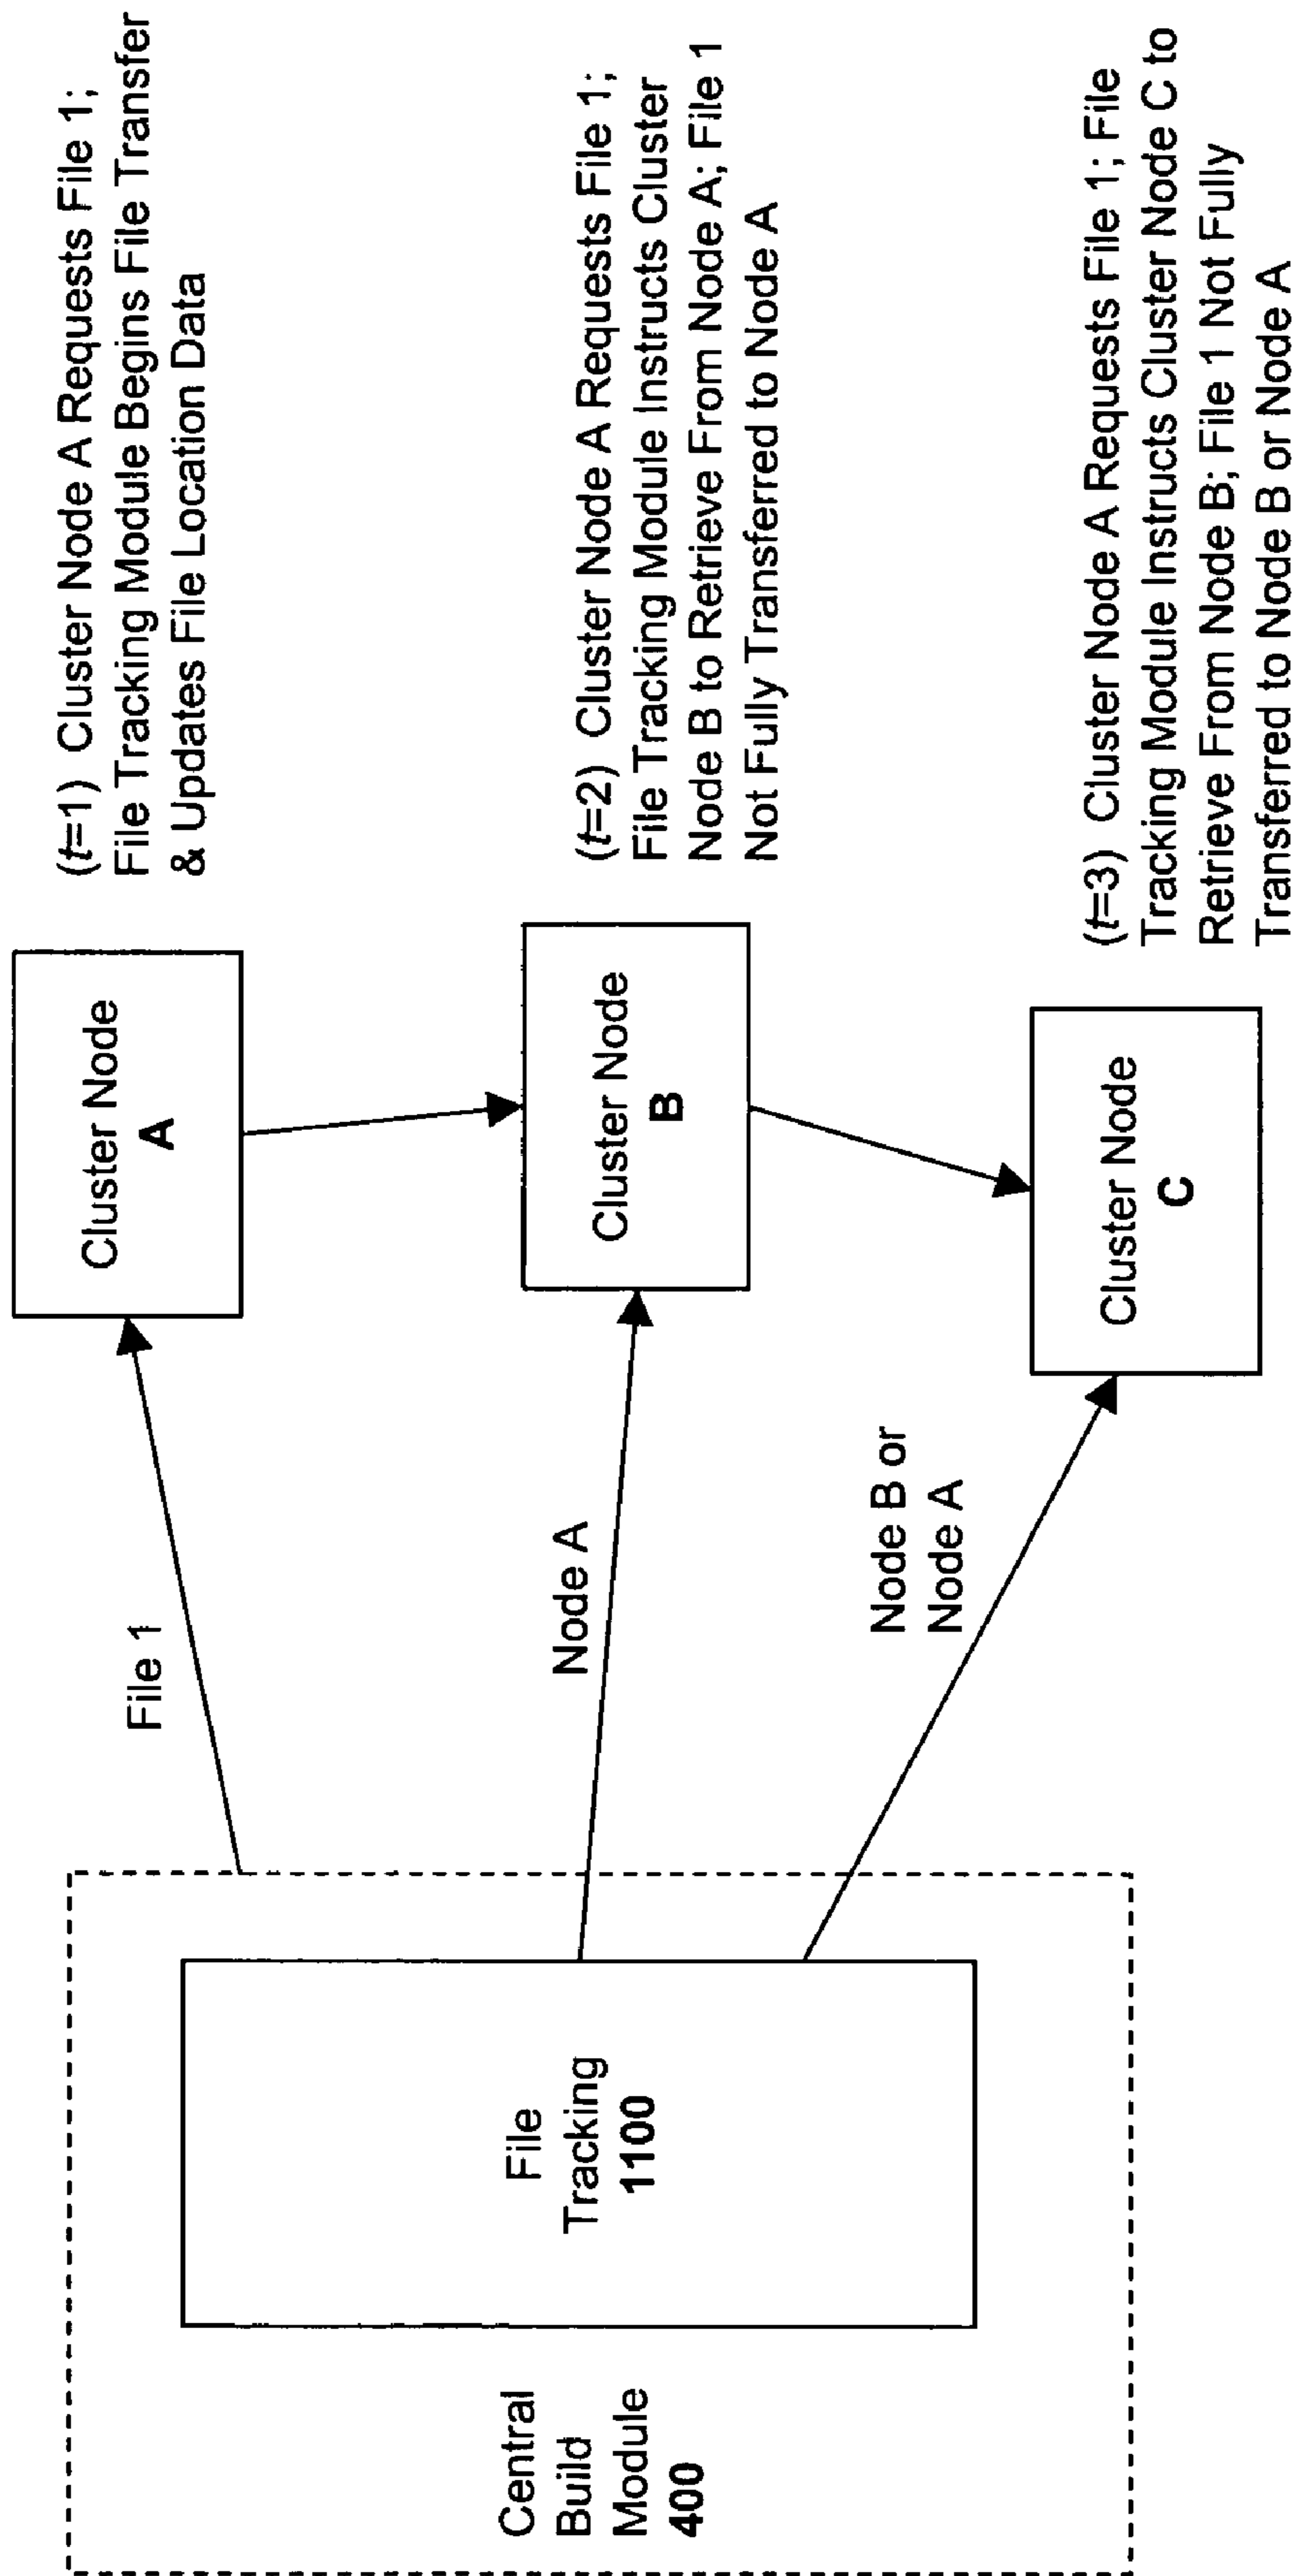 Central
Build
Module
400
File
Tracking
1100
File 1
Node A
Node B or
Node A
Cluster Node
A
(t=1) Cluster Node A Requests File 1;
File Tracking Module Begins File Transfer
& Updates File Location Data
Cluster Node
B
(t=2) Cluster Node A Requests File 1;
File Tracking Module Instructs Cluster
Node B to Retrieve From Node A; File 1
Not Fully Transferred to Node A
Cluster Node
C
(t=3) Cluster Node A Requests File 1; File
Tracking Module Instructs Cluster Node C to
Retrieve From Node B; File 1 Not Fully
Transferred to Node B or Node A